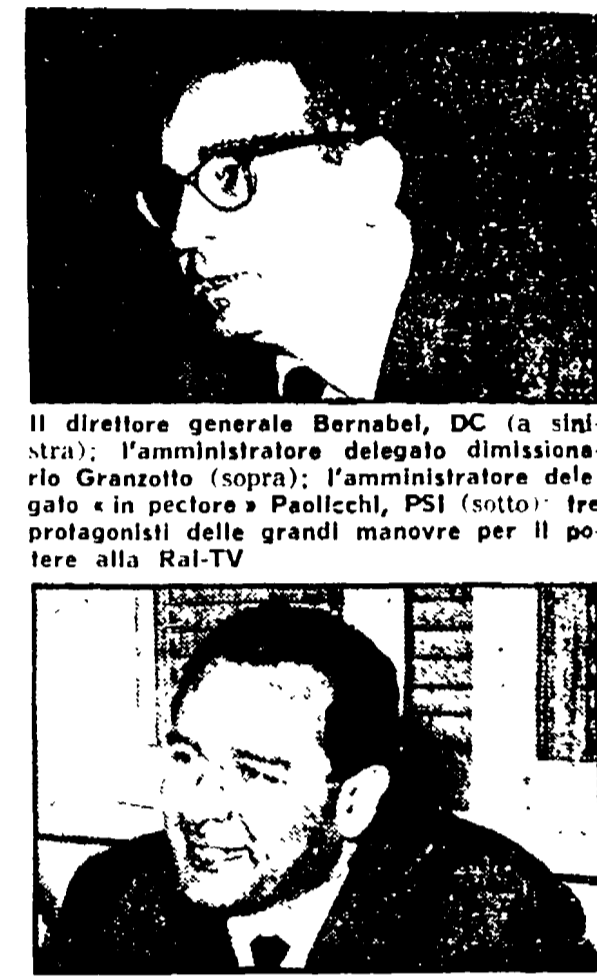 Il direttore generale Bernabei, DC (a sini-
stra); l'amministratore delegato dimissiona-
rio Granzotto (sopra); l'amministratore dele
gato « in pectore » Paolicchi, PSI (sotto): tre
protagonisti delle grandi manovre per il po-
tere alla Rai-TV